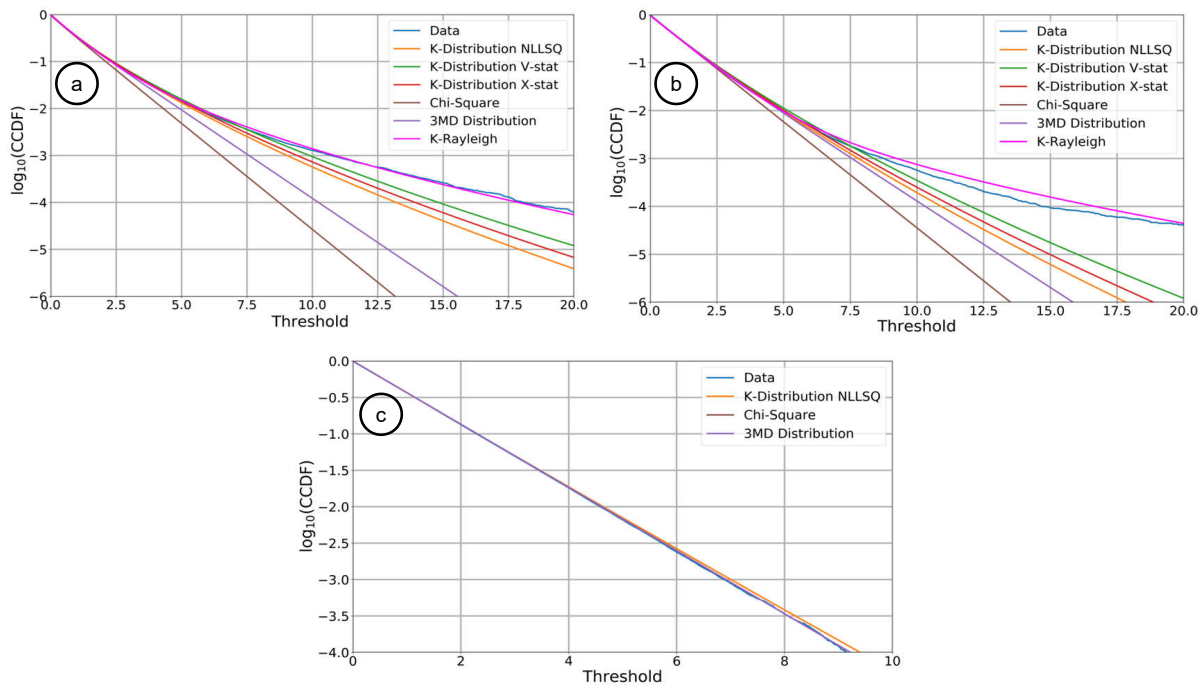 0
−1
−2
−3
−4
−5
−6
log₁₀(CCDF)
0.0
2.5
5.0
7.5
10.0
12.5
15.0
17.5
20.0
Threshold
a
Data
K-Distribution NLLSQ
K-Distribution V-stat
K-Distribution X-stat
Chi-Square
3MD Distribution
K-Rayleigh
0
−1
−2
−3
−4
−5
−6
log₁₀(CCDF)
0.0
2.5
5.0
7.5
10.0
12.5
15.0
17.5
20.0
Threshold
b
Data
K-Distribution NLLSQ
K-Distribution V-stat
K-Distribution X-stat
Chi-Square
3MD Distribution
K-Rayleigh
0.0
−0.5
−1.0
−1.5
−2.0
−2.5
−3.0
−3.5
−4.0
log₁₀(CCDF)
0
2
4
6
8
10
Threshold
c
Data
K-Distribution NLLSQ
Chi-Square
3MD Distribution